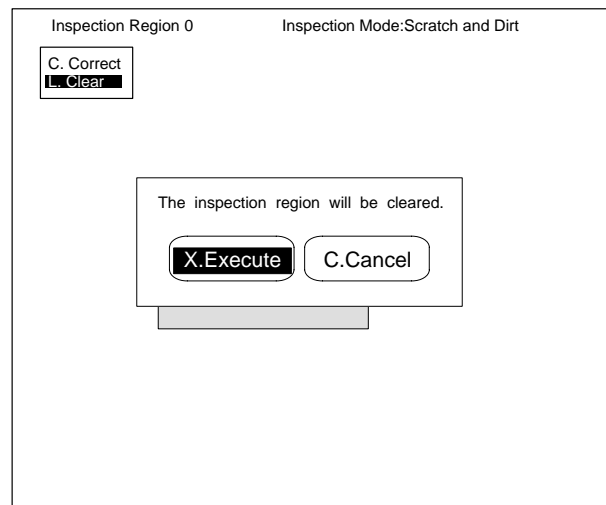 Inspection Region 0 Inspection Mode:Scratch and Dirt
C. Correct
L. Clear
The inspection region will be cleared.
X.Execute C.Cancel